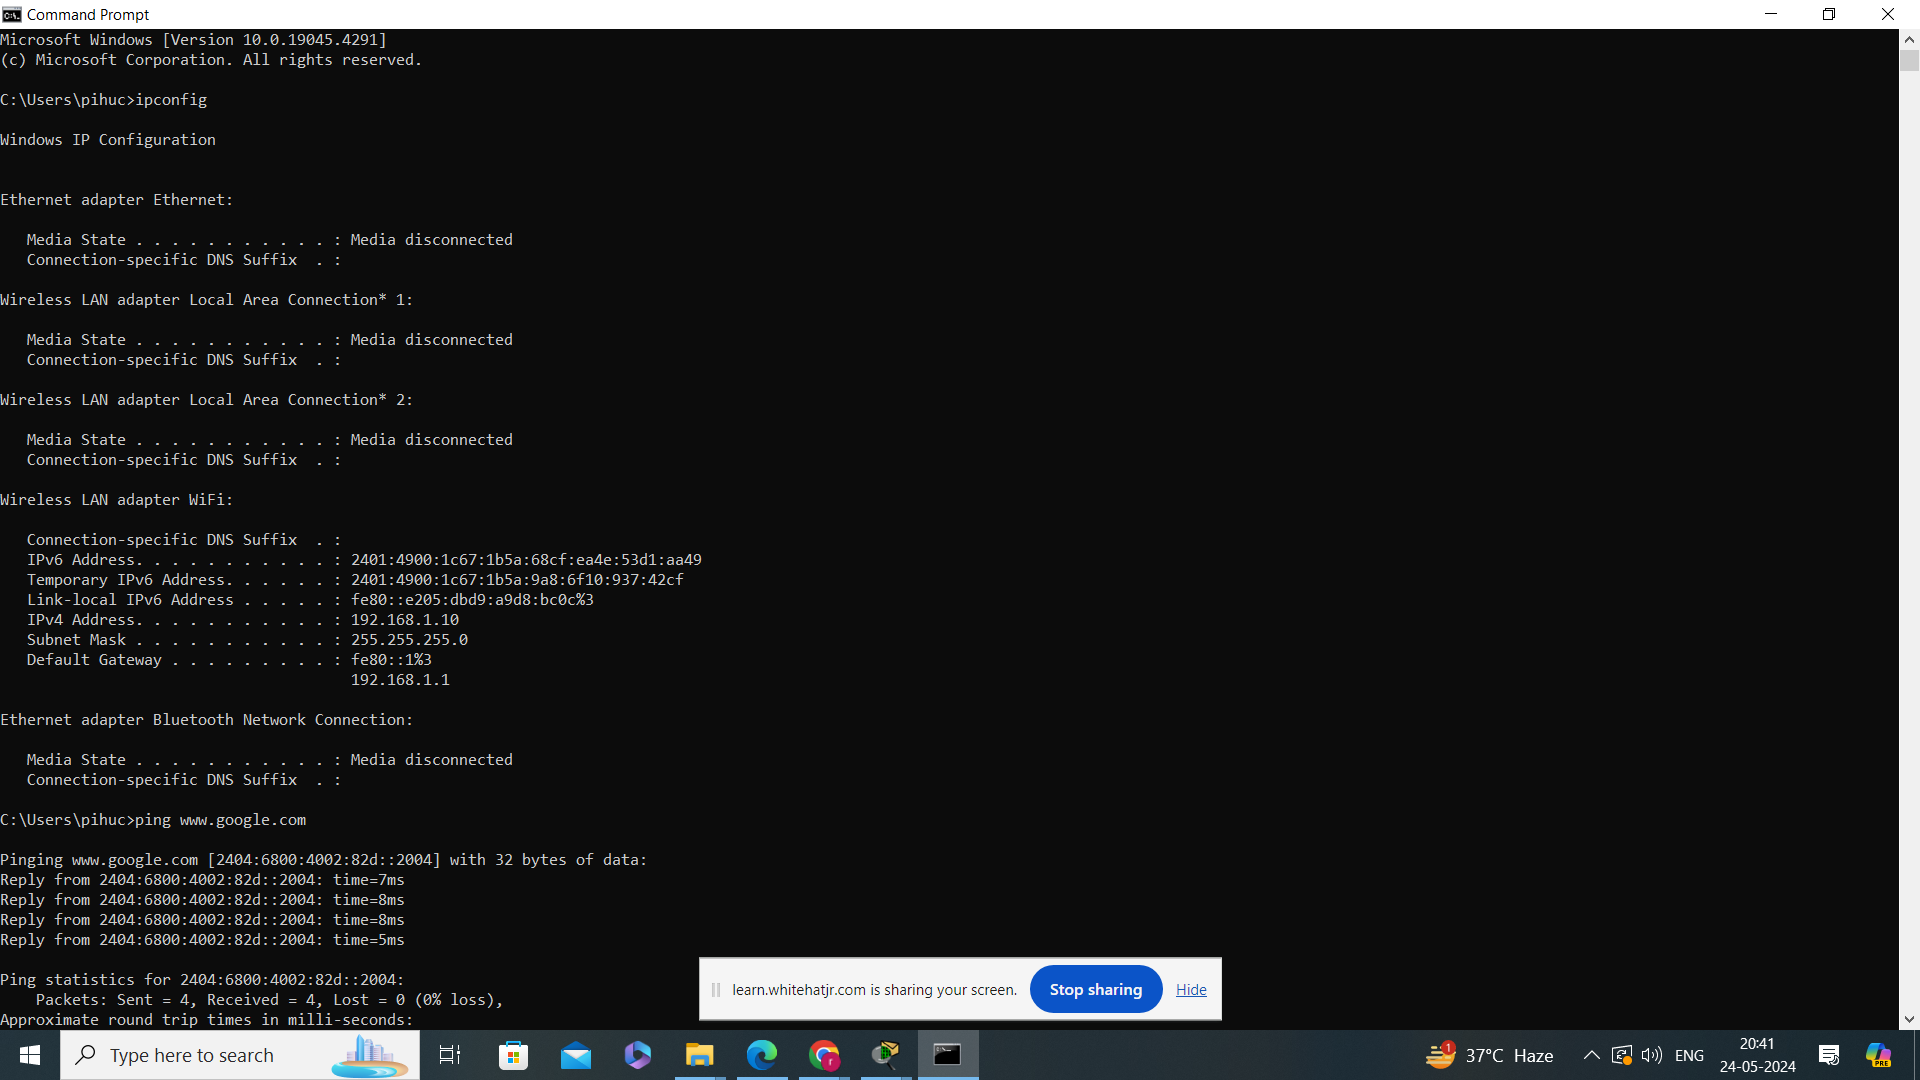 Command Prompt
Microsoft Windows [Version 10.0.19045.4291]
(c) Microsoft Corporation. All rights reserved.
C:\Users\pihuc>ipconfig
Windows IP Configuration
Ethernet adapter Ethernet:
Media State . . . . . . . . . . . : Media disconnected
Connection-specific DNS Suffix  . :
Wireless LAN adapter Local Area Connection* 1:
Media State . . . . . . . . . . . : Media disconnected
Connection-specific DNS Suffix  . :
Wireless LAN adapter Local Area Connection* 2:
Media State . . . . . . . . . . . : Media disconnected
Connection-specific DNS Suffix  . :
Wireless LAN adapter WiFi:
Connection-specific DNS Suffix  . :
IPv6 Address. . . . . . . . . . . : 2401:4900:1c67:1b5a:68cf:ea4e:53d1:aa49
Temporary IPv6 Address. . . . . . : 2401:4900:1c67:1b5a:9a8:6f10:937:42cf
Link-local IPv6 Address . . . . . : fe80::e205:dbd9:a9d8:bc0c%3
IPv4 Address. . . . . . . . . . . : 192.168.1.10
Subnet Mask . . . . . . . . . . . : 255.255.255.0
Default Gateway . . . . . . . . . : fe80::1%3
192.168.1.1
Ethernet adapter Bluetooth Network Connection:
Media State . . . . . . . . . . . : Media disconnected
Connection-specific DNS Suffix  . :
C:\Users\pihuc>ping www.google.com
Pinging www.google.com [2404:6800:4002:82d::2004] with 32 bytes of data:
Reply from 2404:6800:4002:82d::2004: time=7ms
Reply from 2404:6800:4002:82d::2004: time=8ms
Reply from 2404:6800:4002:82d::2004: time=8ms
Reply from 2404:6800:4002:82d::2004: time=5ms
Ping statistics for 2404:6800:4002:82d::2004:
Packets: Sent = 4, Received = 4, Lost = 0 (0% loss),
Approximate round trip times in milli-seconds:
learn.whitehatjr.com is sharing your screen. Stop sharing Hide
Type here to search
1 37°C Haze ENG 20:41
24-05-2024
PRE